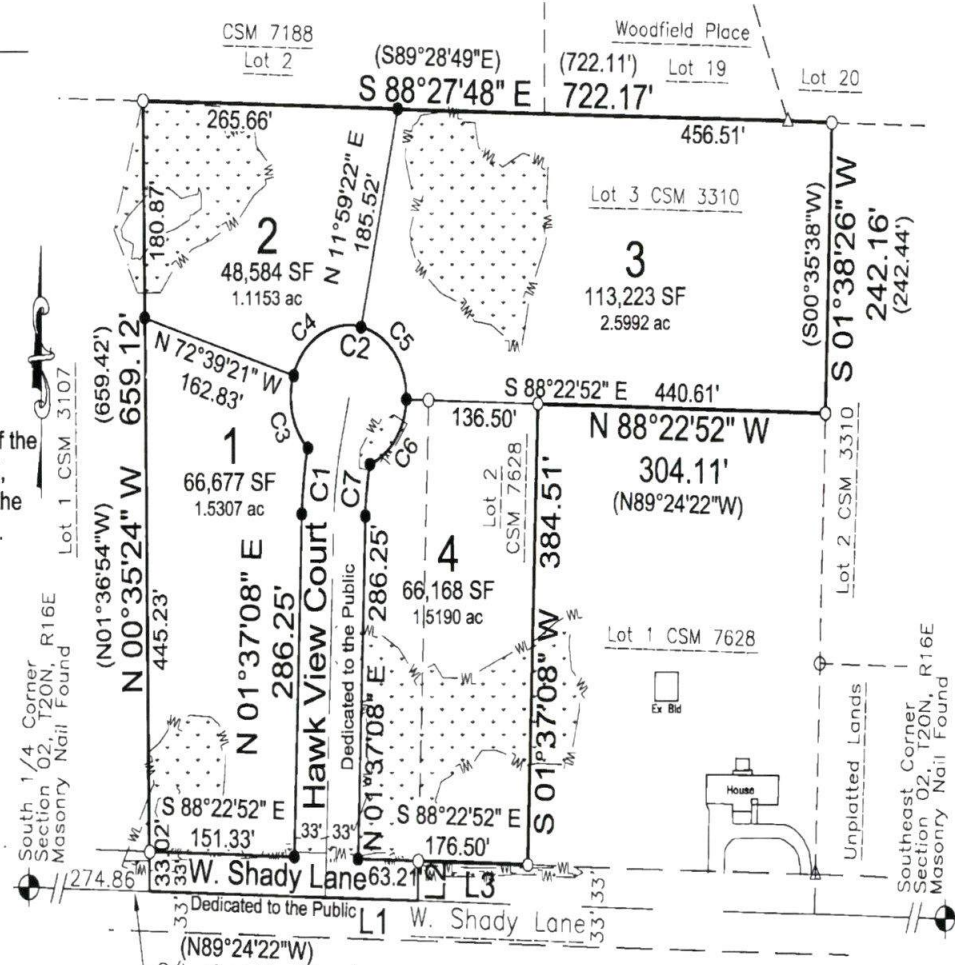 CSM 7188
Lot 2
Woodfield Place
Lot 19
Lot 20
(S89°28'49"E)
(722.11')
S 88°27'48" E 722.17'
265.66'
456.51'
180.87'
N 11°59'22" E
185.52'
Lot 3 CSM 3310
2
48,584 SF
1.1153 ac
3
113,223 SF
2.5992 ac
(S00°35'38"W)
S 01°38'26" W
242.16'
(242.44')
C4
C5
C2
N 72°39'21" W
162.83'
C3
C6
S 88°22'52" E 440.61'
136.50'
N 88°22'52" W
304.11'
(N89°24'22"W)
(659.42')
659.12'
Lot 1 CSM 3107
f the
,
the
1
66,677 SF
1.5307 ac
C1
C7
Lot 2
CSM 7628
384.51'
Lot 2 CSM 3310
(N01°36'54"W)
N 00°35'24" W
445.23'
N 01°37'08" E
286.25'
Hawk View Court
Dedicated to the Public
N 01°37'08" E 286.25'
4
66,168 SF
1.5190 ac
S 01°37'08" W
Lot 1 CSM 7628
Ex Bld
House
Unplatted Lands
South 1/4 Corner
Section 02, T20N, R16E
Masonry Nail Found
Southeast Corner
Section 02, T20N, R16E
Masonry Nail Found
S 88°22'52" E
151.33'
33' 33'
S 88°22'52" E
176.50'
33.02'
33'
274.86
W. Shady Lane
63.21'
L2
L3
33'
Dedicated to the Public
L1
W. Shady Lane
33'
33'
(N89°24'22"W)
WL